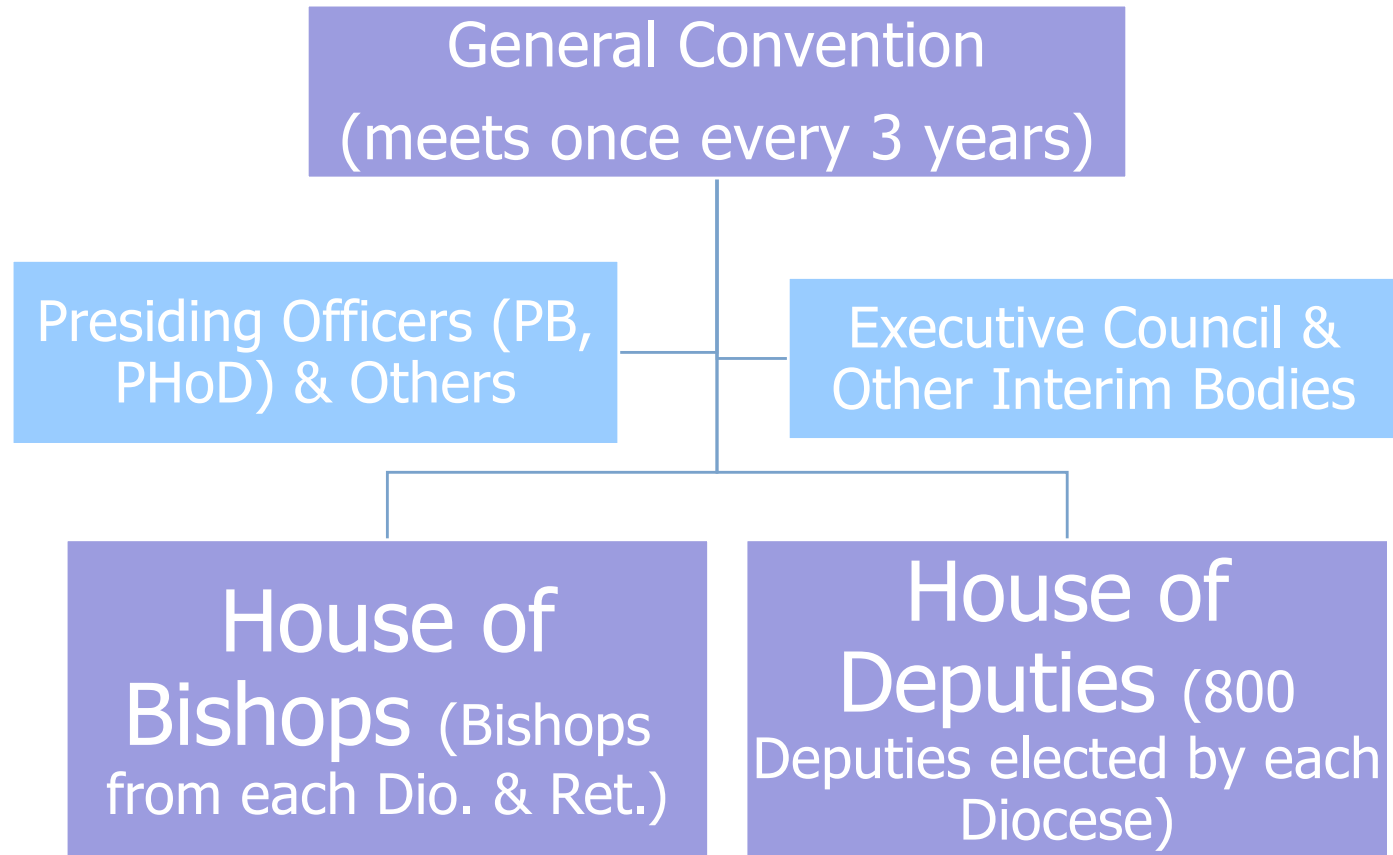 General Convention
(meets once every 3 years)
Presiding Officers (PB,
PHoD) & Others
Executive Council &
Other Interim Bodies
House of
Bishops (Bishops
from each Dio. & Ret.)
House of
Deputies (800
Deputies elected by each
Diocese)